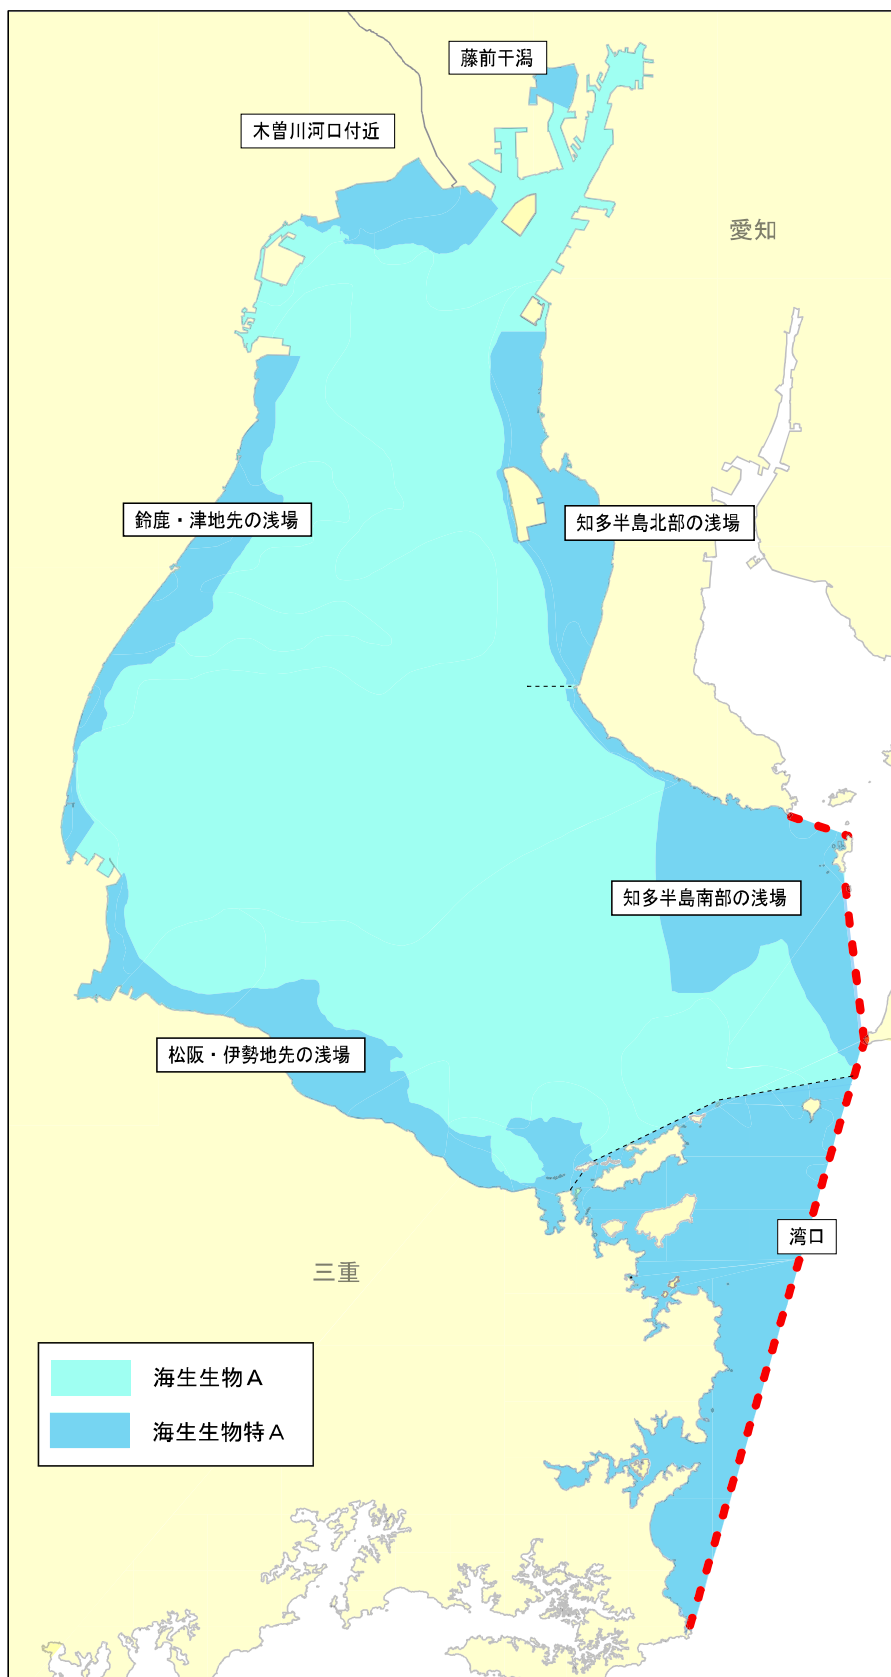 藤前干潟
木曽川河口付近
愛知
鈴鹿・津地先の浅場
知多半島北部の浅場
知多半島南部の浅場
松阪・伊勢地先の浅場
湾口
三重
海生生物A
海生生物特A